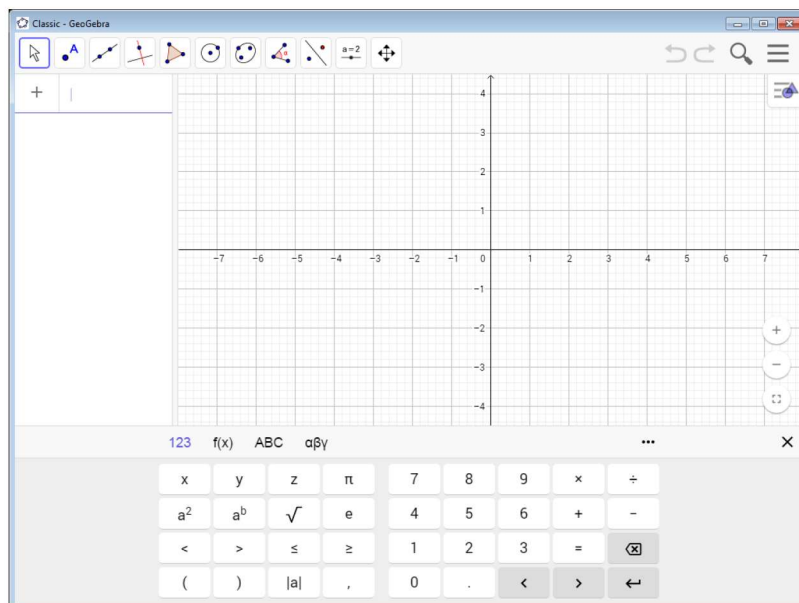 Classic - GeoGebra
A
α
a=2
+
4
3
2
1
-7 -6 -5 -4 -3 -2 -1 0 1 2 3 4 5 6 7
-1
-2
-3
-4
+
−
123 f(x) ABC αβγ ...
x y z π 7 8 9 × ÷
a² aᵇ √ e 4 5 6 + −
< > ≤ ≥ 1 2 3 =
( ) |a| , 0 . < >